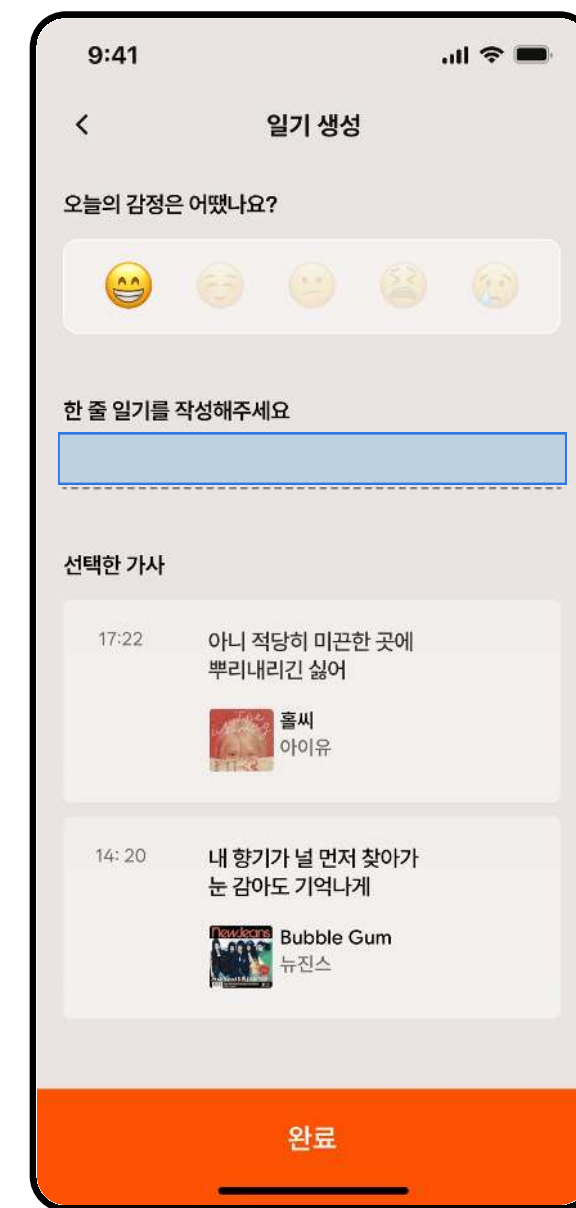 9:41
일기 생성
오늘의 감정은 어땠나요?
한 줄 일기를 작성해주세요
선택한 가사
17:22
아니 적당히 미끈한 곳에
뿌리내리긴 싫어
홀씨
아이유
14: 20
내 향기가 널 먼저 찾아가
눈 감아도 기억나게
NewJeans
Bubble Gum
뉴진스
완료